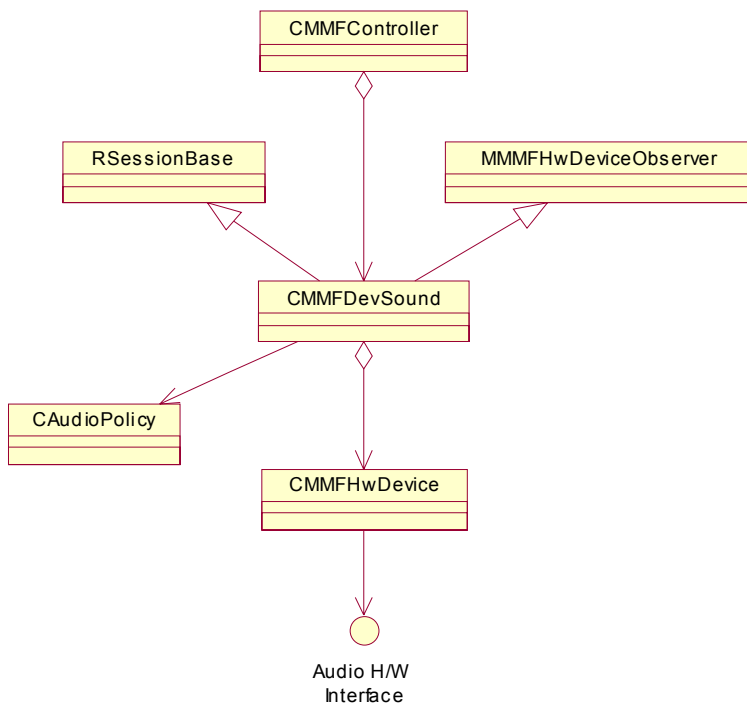 CMMFController
RSessionBase
MMMFHwDeviceObserver
CMMFDevSound
CAudioPolicy
CMMFHwDevice
Audio H/W
Interface